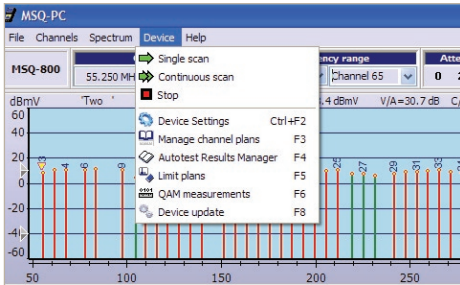 MSQ-PC
File Channels Spectrum Device Help
MSQ-800
55.250 MH
ncy range
Channel 65
Atte
0 2
Single scan
Continuous scan
Stop
Device Settings Ctrl+F2
Manage channel plans F3
Autotest Results Manager F4
Limit plans F5
QAM measurements F6
Device update F8
dBmV 'Two ' .4 dBmV V/A=30.7 dB C/
60
40
20
0
-20
-40
-60
3 4 6 9 25 27 29 31 33
50 100 150 200 250